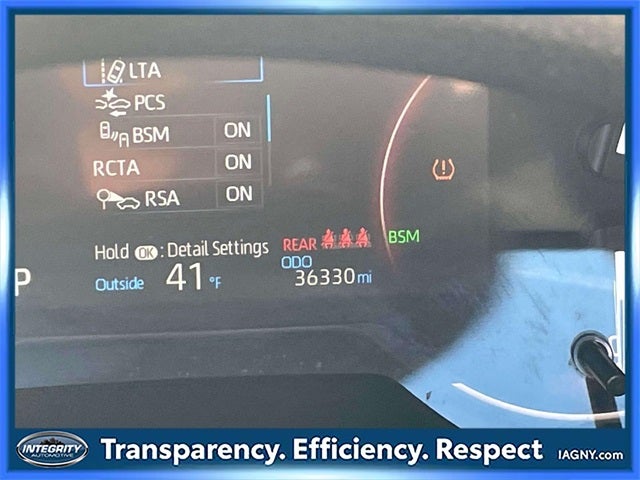 LTA
PCS
BSM ON
RCTA ON
RSA ON
Hold OK : Detail Settings
REAR
BSM
ODO
P
Outside 41 °F
36330 mi
INTEGRITY
AUTOMOTIVE
Transparency. Efficiency. Respect
IAGNY.com